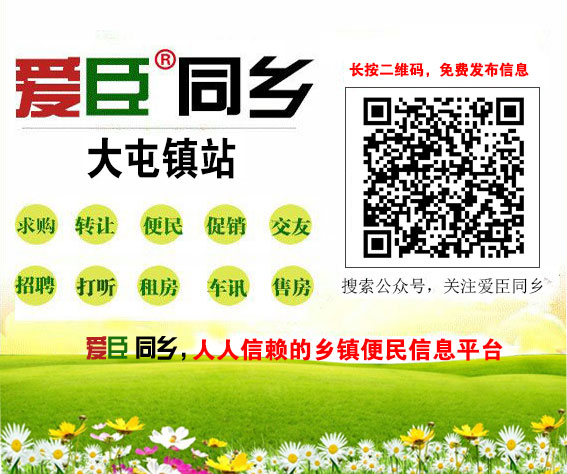 爱臣®同乡
大屯镇站
求购 转让 便民 促销 交友
招聘 打听 租房 车讯 售房
长按二维码，免费发布信息
搜索公众号，关注爱臣同乡
爱臣同乡，人人信赖的乡镇便民信息平台